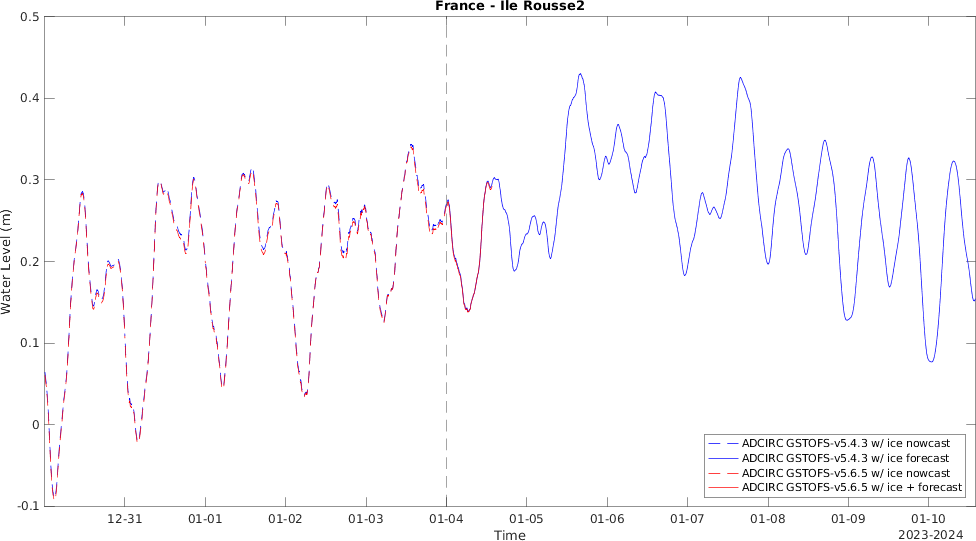 France - Ile Rousse2
Water Level (m)
0.5
0.4
0.3
0.2
0.1
0
-0.1
12-31
01-01
01-02
01-03
01-04
01-05
01-06
01-07
01-08
01-09
01-10
2023-2024
Time
ADCIRC GSTOFS-v5.4.3 w/ ice nowcast
ADCIRC GSTOFS-v5.4.3 w/ ice forecast
ADCIRC GSTOFS-v5.6.5 w/ ice nowcast
ADCIRC GSTOFS-v5.6.5 w/ ice + forecast